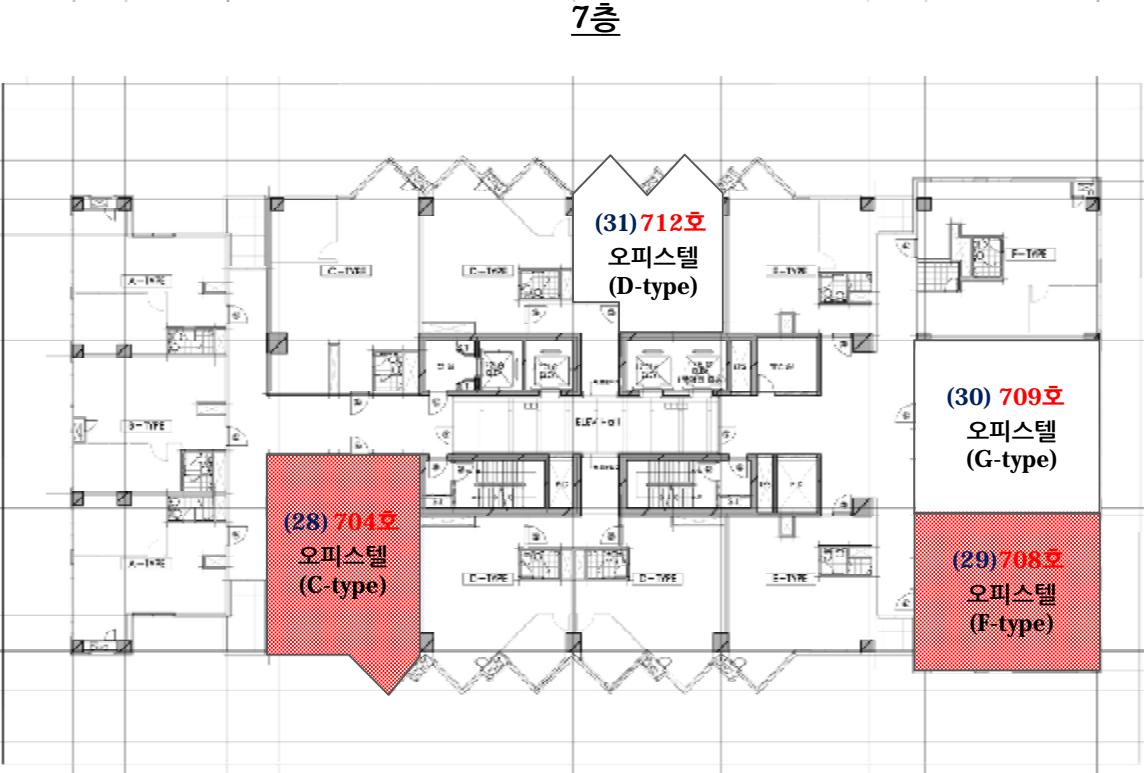 7층
(31) 712호
오피스텔
(D-type)
A-TYPE
C-TYPE
D-TYPE
E-TYPE
F-TYPE
(30) 709호
오피스텔
(G-type)
B-TYPE
(28) 704호
오피스텔
(C-type)
(29) 708호
오피스텔
(F-type)
A-TYPE
D-TYPE
D-TYPE
E-TYPE